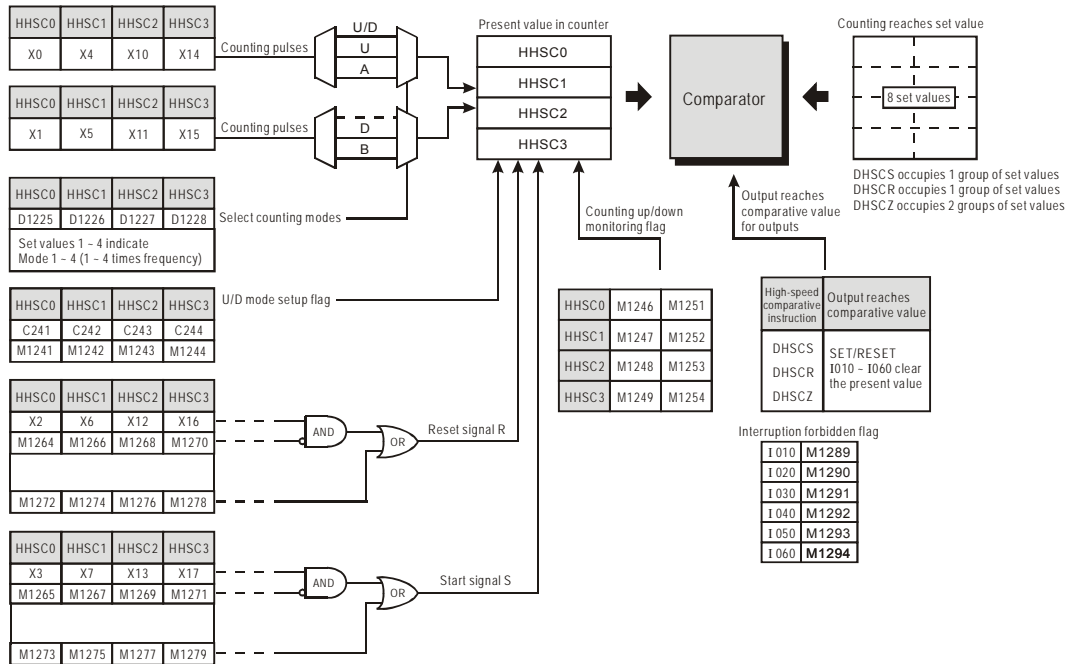 HHSC0 HHSC1 HHSC2 HHSC3
X0 X4 X10 X14
Counting pulses
U/D
U
A
HHSC0 HHSC1 HHSC2 HHSC3
X1 X5 X11 X15
Counting pulses
D
B
HHSC0 HHSC1 HHSC2 HHSC3
D1225 D1226 D1227 D1228
Set values 1 – 4 indicate
Mode 1 – 4 (1 – 4 times frequency)
Select counting modes
HHSC0 HHSC1 HHSC2 HHSC3
C241 C242 C243 C244
M1241 M1242 M1243 M1244
U/D mode setup flag
HHSC0 HHSC1 HHSC2 HHSC3
X2 X6 X12 X16
M1264 M1266 M1268 M1270
M1272 M1274 M1276 M1278
AND
OR
Reset signal R
HHSC0 HHSC1 HHSC2 HHSC3
X3 X7 X13 X17
M1265 M1267 M1269 M1271
M1273 M1275 M1277 M1279
AND
OR
Start signal S
Present value in counter
HHSC0
HHSC1
HHSC2
HHSC3
Comparator
Counting reaches set value
8 set values
DHSCS occupies 1 group of set values
DHSCR occupies 1 group of set values
DHSCZ occupies 2 groups of set values
Counting up/down
monitoring flag
Output reaches
comparative value
for outputs
HHSC0 M1246 M1251
HHSC1 M1247 M1252
HHSC2 M1248 M1253
HHSC3 M1249 M1254
High-speed
comparative
instruction
Output reaches
comparative value
DHSCS
DHSCR
DHSCZ
SET/RESET
I010 – I060 clear
the present value
Interruption forbidden flag
I 010 M1289
I 020 M1290
I 030 M1291
I 040 M1292
I 050 M1293
I 060 M1294